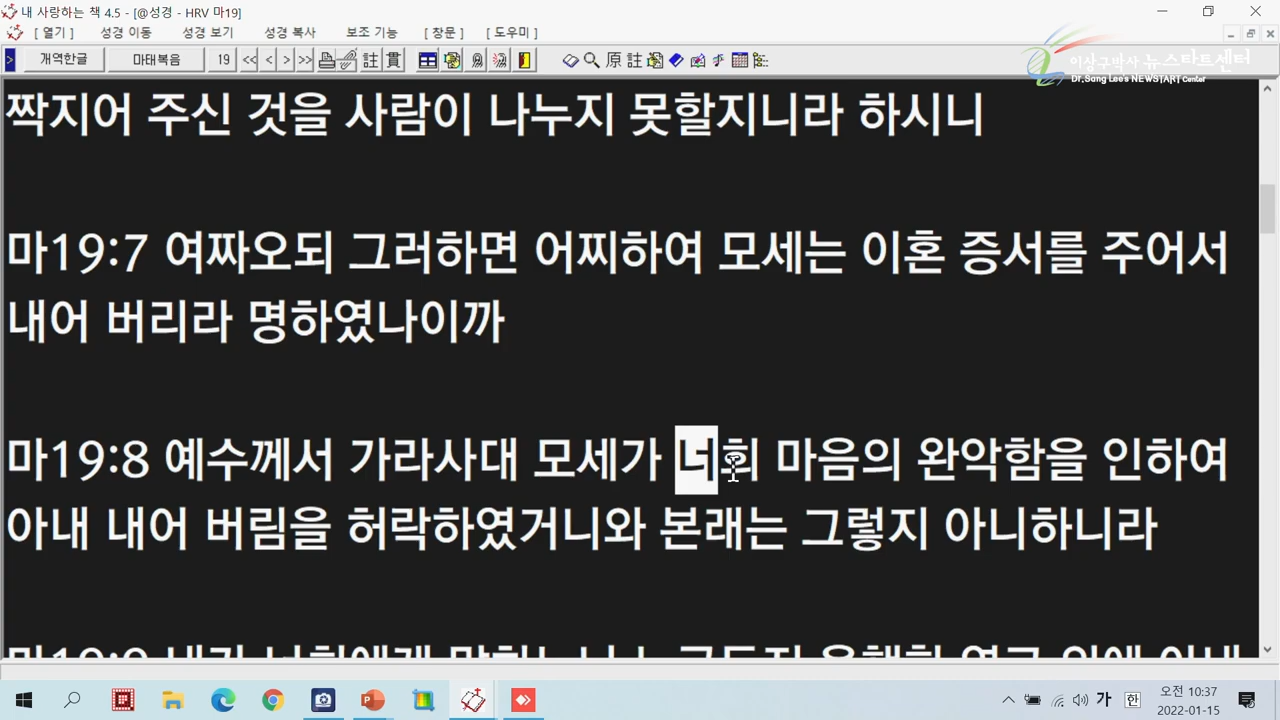 내 사랑하는 책 4.5 - [@성경 - HRV 마19]
[ 열기 ] 성경 이동 성경 보기 성경 복사 보조 기능 [ 창문 ] [ 도우미 ]
> 개역한글 마태복음 19 << < > >> 註 貫 原 註
이상구박사 뉴스타트센터
Dr.Sang Lee's NEWSTART Center
짝지어 주신 것을 사람이 나누지 못할지니라 하시니
마19:7 여짜오되 그러하면 어찌하여 모세는 이혼 증서를 주어서
내어 버리라 명하였나이까
마19:8 예수께서 가라사대 모세가 너희 마음의 완악함을 인하여
아내 내어 버림을 허락하였거니와 본래는 그렇지 아니하니라
가 한 오전 10:37
2022-01-15